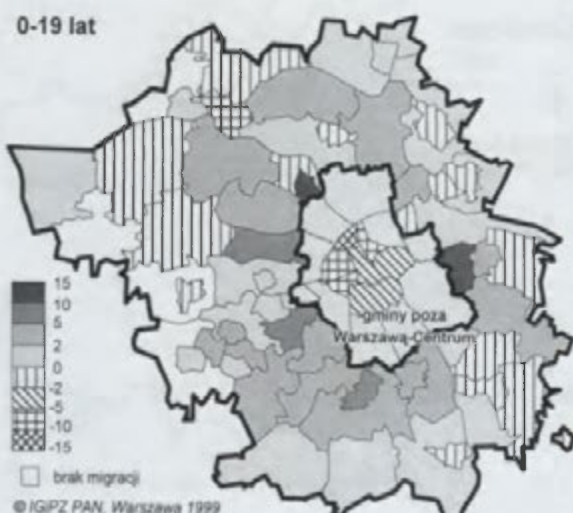 0-19 lat
gminy poza
Warszawą-Centrum
15
10
5
2
0
-2
-5
-10
-15
brak migracji
© IGiPZ PAN, Warszawa 1999